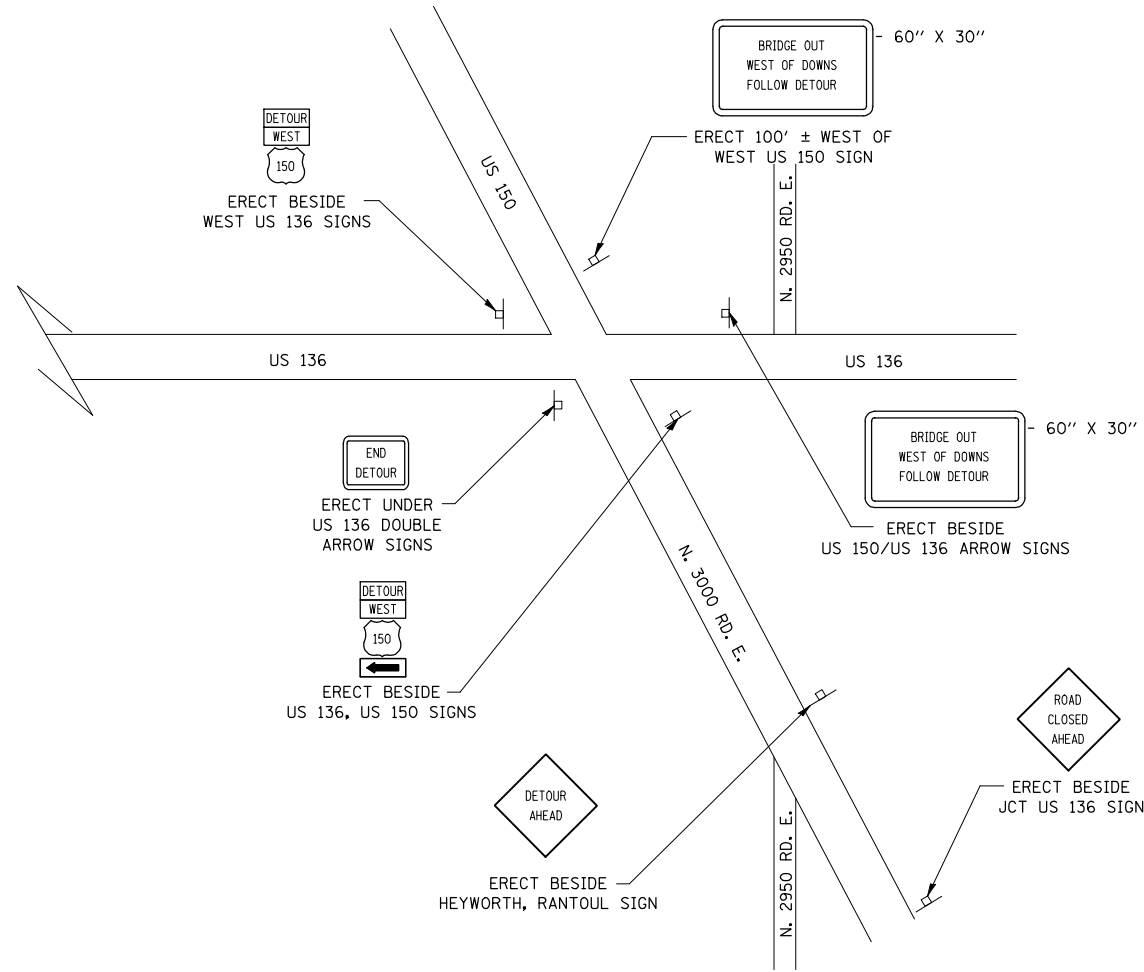 BRIDGE OUT
WEST OF DOWNS
FOLLOW DETOUR
60" X 30"
ERECT 100' ± WEST OF
WEST US 150 SIGN
DETOUR
WEST
150
ERECT BESIDE
WEST US 136 SIGNS
US 150
N. 2950 RD. E.
US 136
US 136
BRIDGE OUT
WEST OF DOWNS
FOLLOW DETOUR
60" X 30"
ERECT BESIDE
US 150/US 136 ARROW SIGNS
END
DETOUR
ERECT UNDER
US 136 DOUBLE
ARROW SIGNS
N. 3000 RD. E.
DETOUR
WEST
150
ERECT BESIDE
US 136, US 150 SIGNS
ROAD
CLOSED
AHEAD
ERECT BESIDE
JCT US 136 SIGN
DETOUR
AHEAD
ERECT BESIDE
HEYWORTH, RANTOUL SIGN
N. 2950 RD. E.